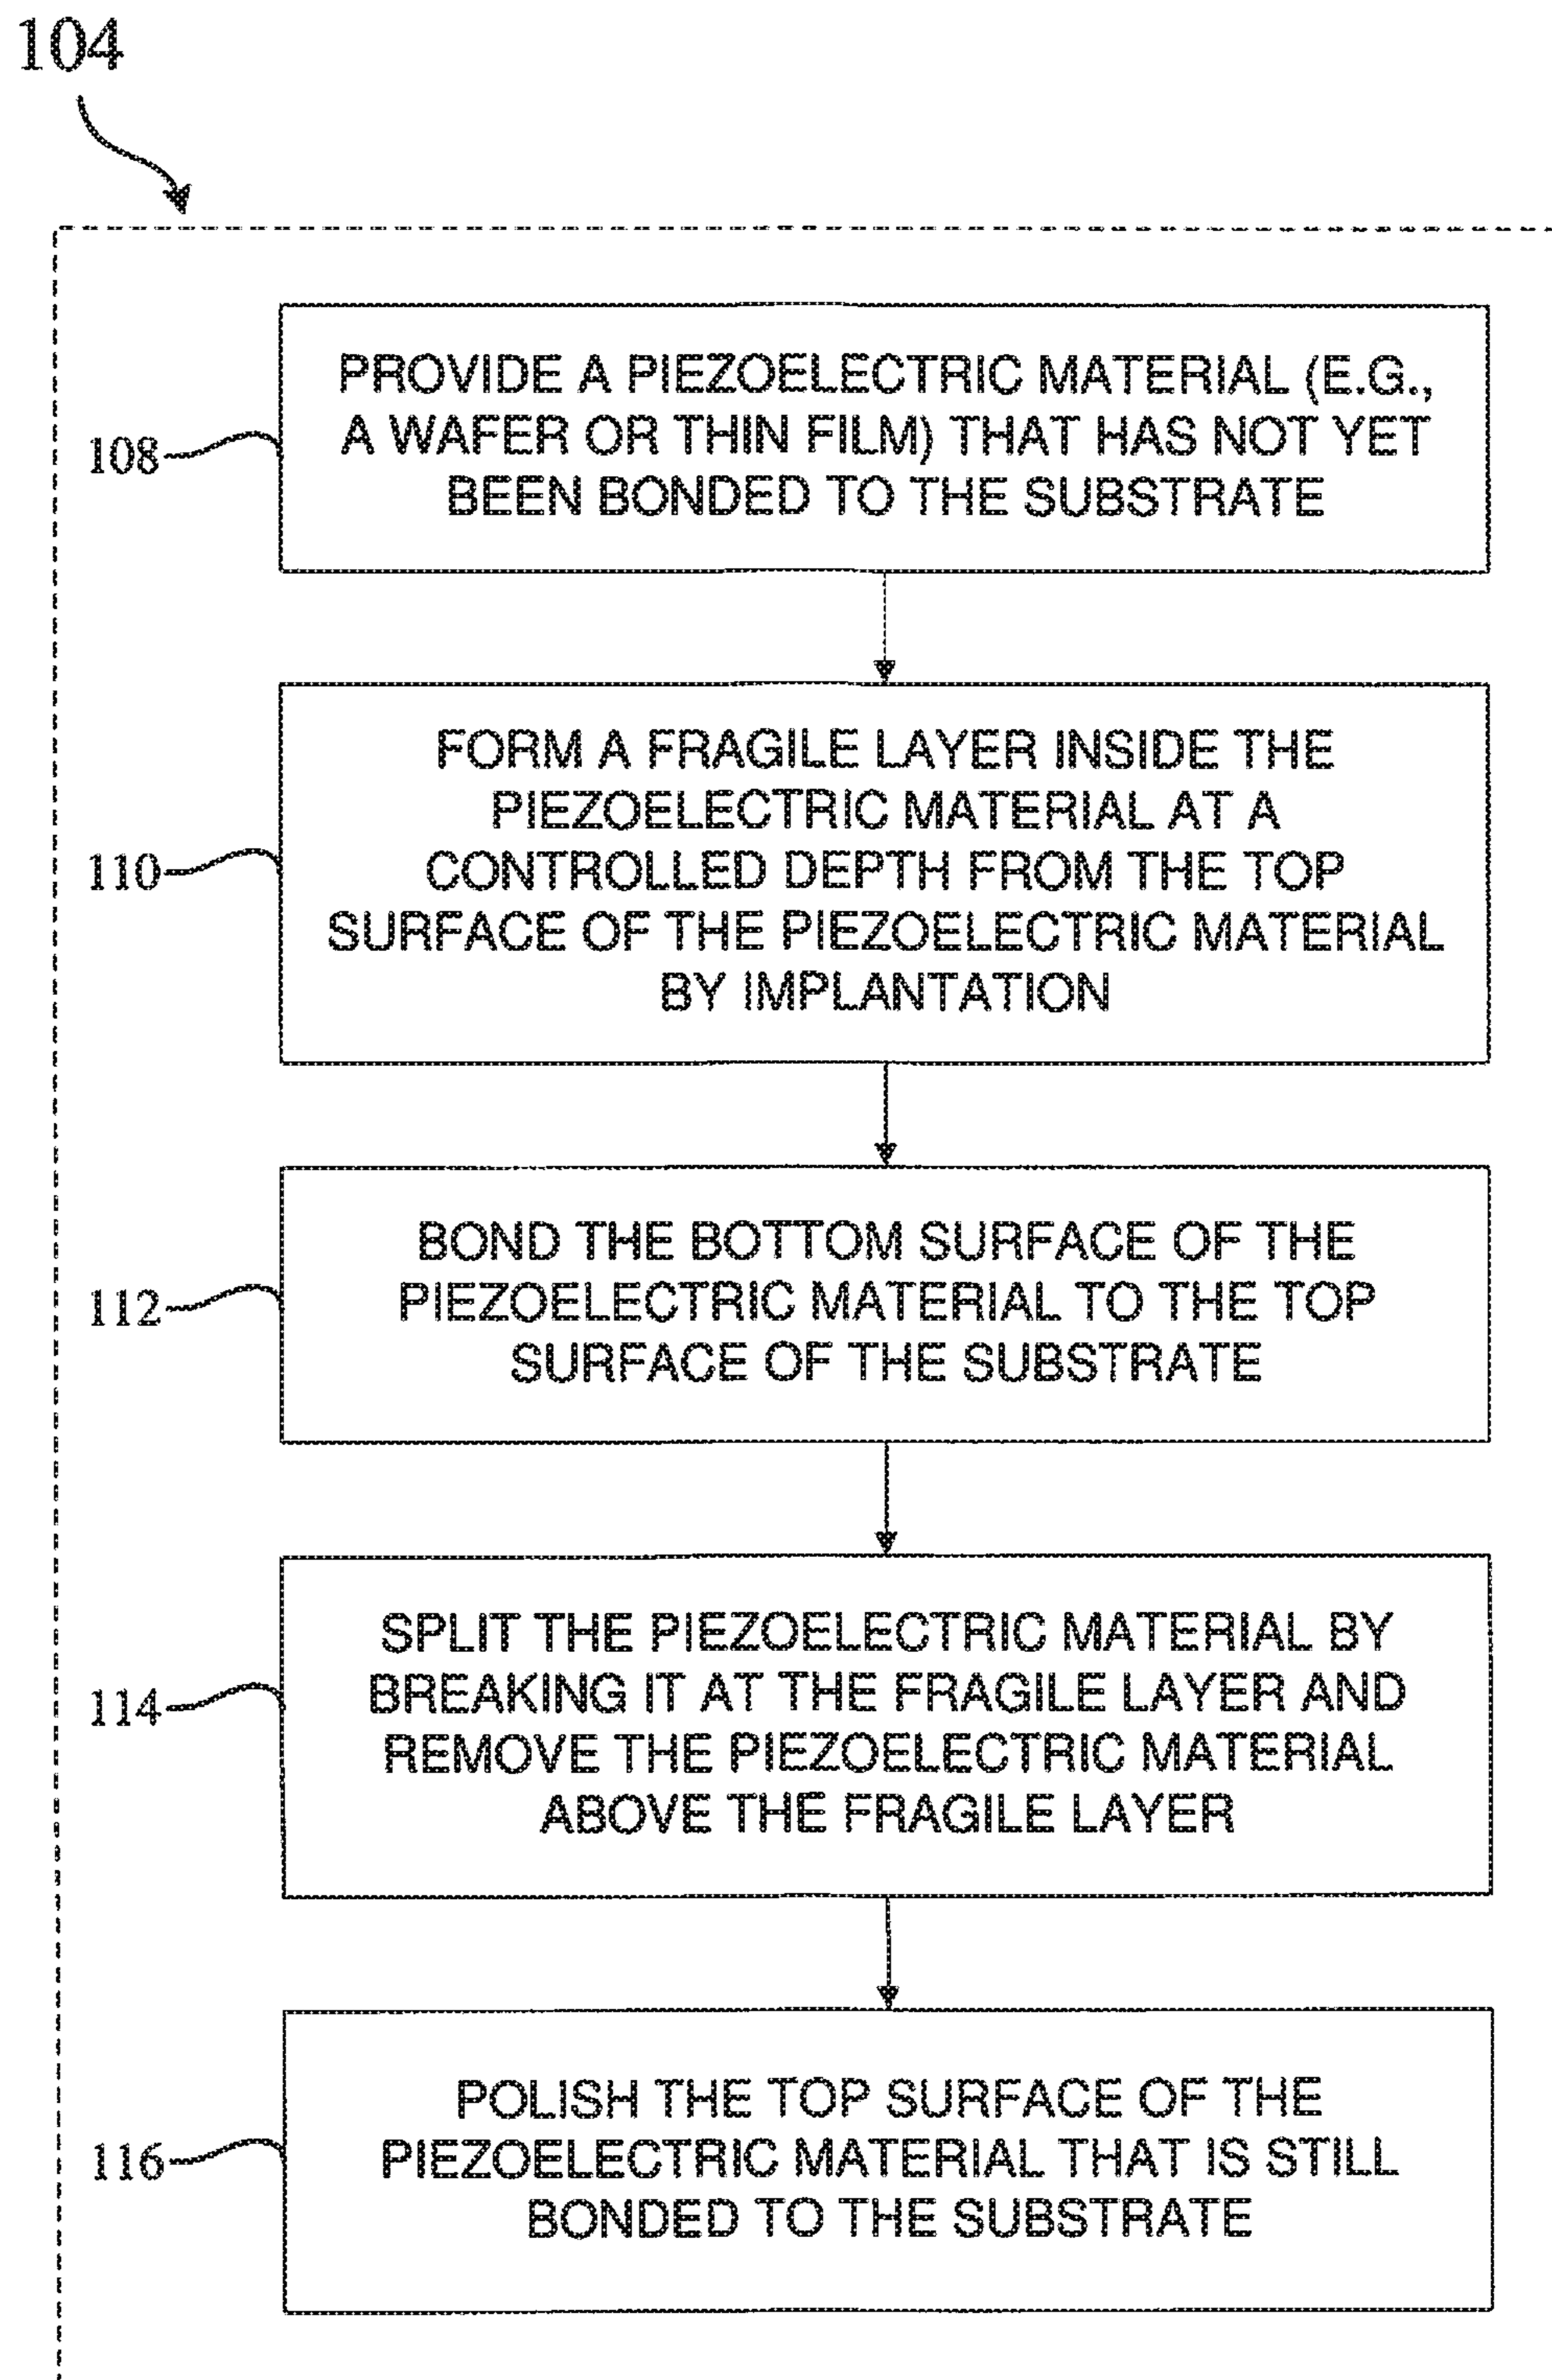 104
108
PROVIDE A PIEZOELECTRIC MATERIAL (E.G.,
A WAFER OR THIN FILM) THAT HAS NOT YET
BEEN BONDED TO THE SUBSTRATE
110
FORM A FRAGILE LAYER INSIDE THE
PIEZOELECTRIC MATERIAL AT A
CONTROLLED DEPTH FROM THE TOP
SURFACE OF THE PIEZOELECTRIC MATERIAL
BY IMPLANTATION
112
BOND THE BOTTOM SURFACE OF THE
PIEZOELECTRIC MATERIAL TO THE TOP
SURFACE OF THE SUBSTRATE
114
SPLIT THE PIEZOELECTRIC MATERIAL BY
BREAKING IT AT THE FRAGILE LAYER AND
REMOVE THE PIEZOELECTRIC MATERIAL
ABOVE THE FRAGILE LAYER
116
POLISH THE TOP SURFACE OF THE
PIEZOELECTRIC MATERIAL THAT IS STILL
BONDED TO THE SUBSTRATE